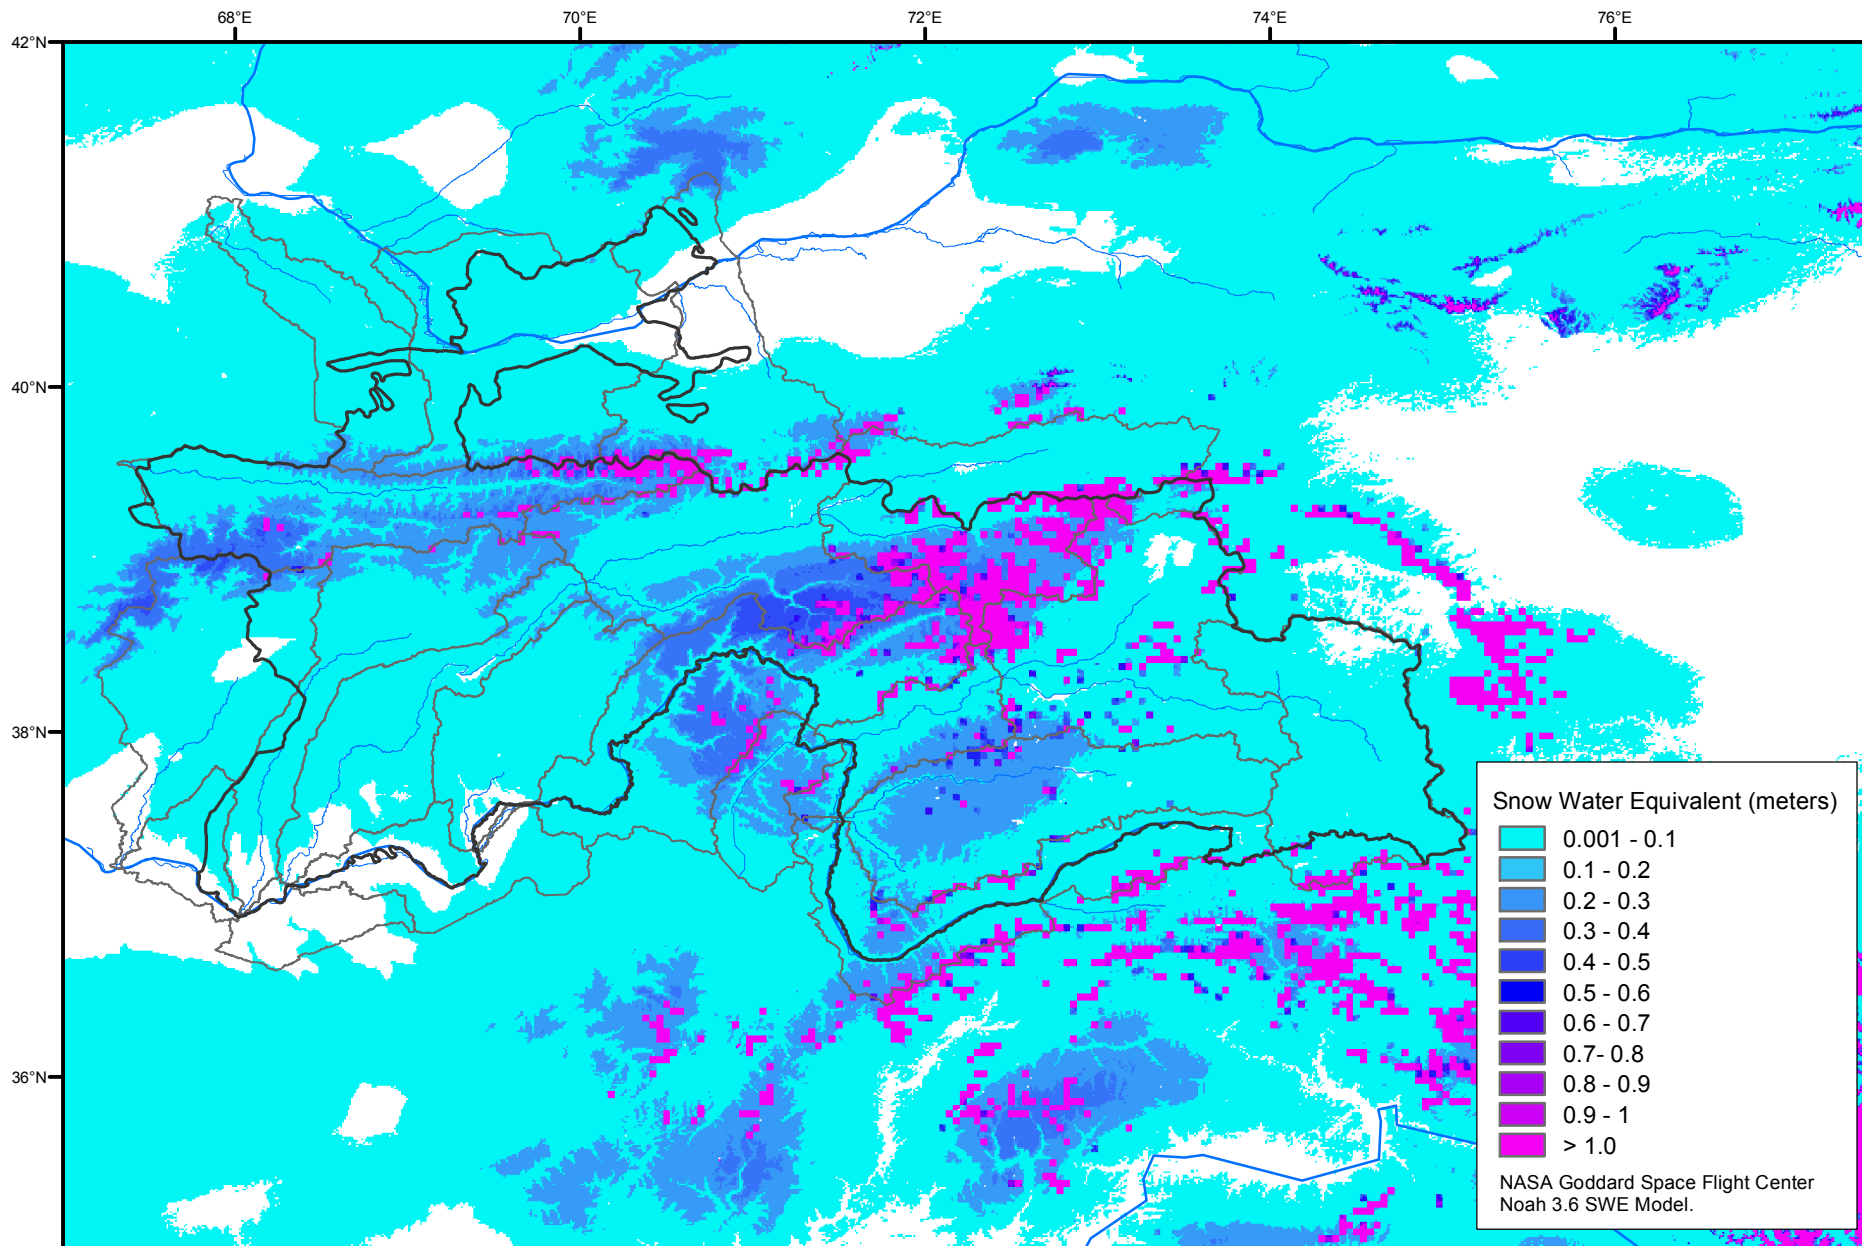 68°E
70°E
72°E
74°E
76°E
42°N
40°N
38°N
36°N
Snow Water Equivalent (meters)
0.001 - 0.1
0.1 - 0.2
0.2 - 0.3
0.3 - 0.4
0.4 - 0.5
0.5 - 0.6
0.6 - 0.7
0.7- 0.8
0.8 - 0.9
0.9 - 1
> 1.0
NASA Goddard Space Flight Center
Noah 3.6 SWE Model.